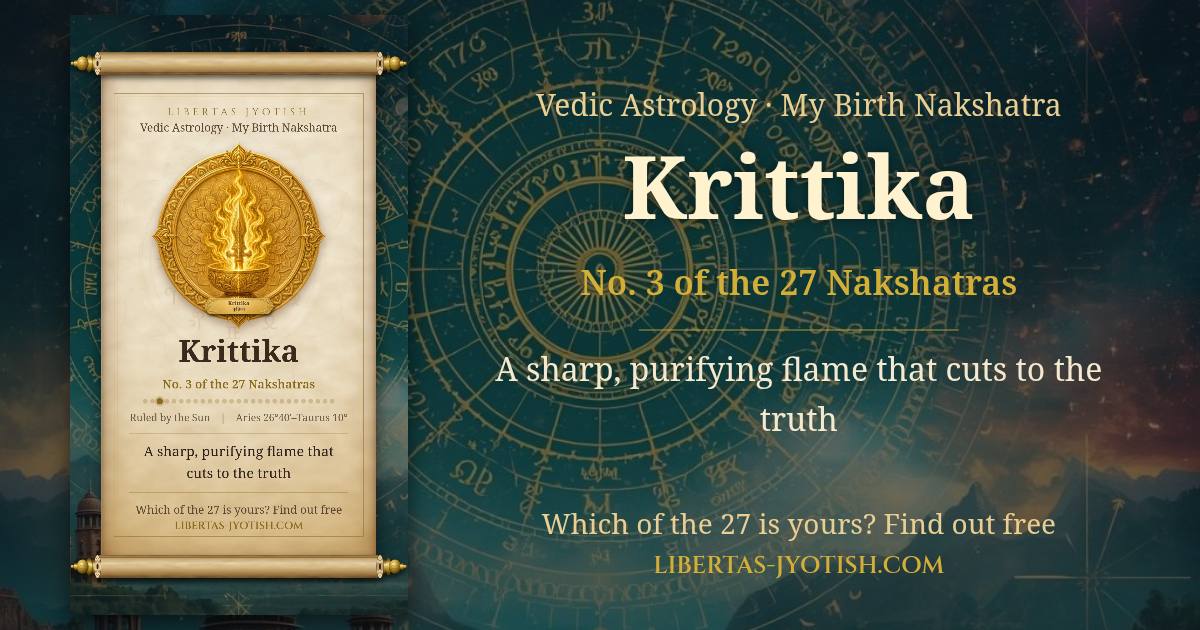 LIBERTAS JYOTISH
Vedic Astrology · My Birth Nakshatra
Krittika
Krittika
No. 3 of the 27 Nakshatras
Ruled by the Sun | Aries 26°40'–Taurus 10°
A sharp, purifying flame that
cuts to the truth
Which of the 27 is yours? Find out free
LIBERTAS-JYOTISH.COM
Vedic Astrology · My Birth Nakshatra
Krittika
No. 3 of the 27 Nakshatras
A sharp, purifying flame that cuts to the
truth
Which of the 27 is yours? Find out free
LIBERTAS-JYOTISH.COM